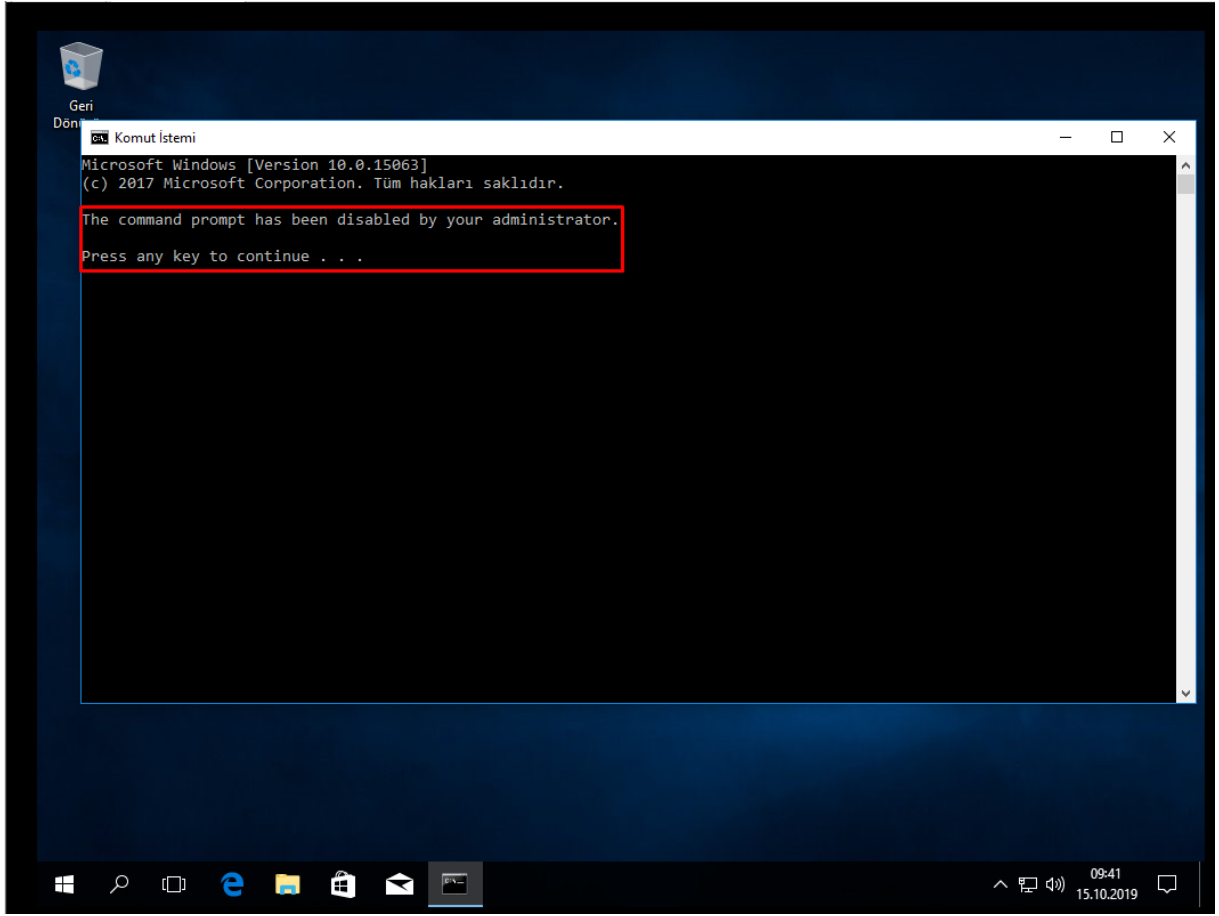 Geri
Komut İstemi
Microsoft Windows [Version 10.0.15063]
(c) 2017 Microsoft Corporation. Tüm hakları saklıdır.
The command prompt has been disabled by your administrator.
Press any key to continue . . .
09:41
15.10.2019